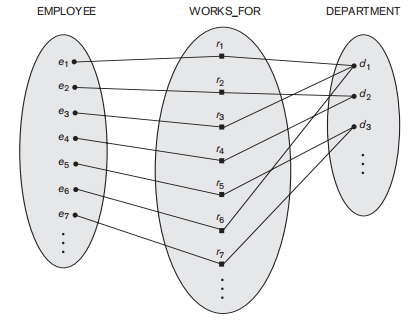 EMPLOYEE WORKS_FOR DEPARTMENT
e1 r1 d1
e2 r2 d2
e3 r3 d3
e4 r4
e5 r5
e6 r6
e7 r7